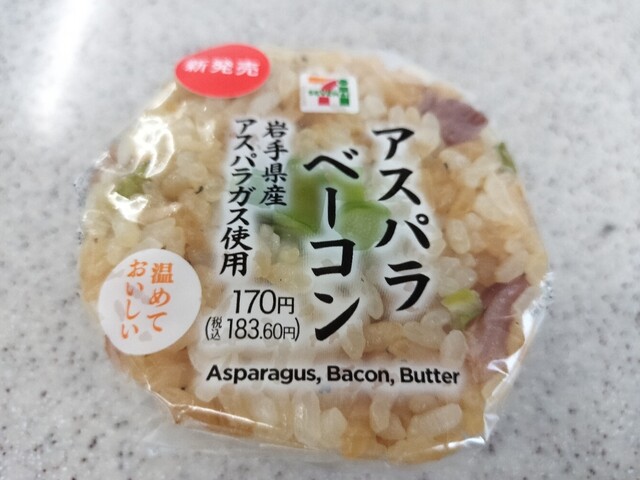 新発売
アスパラ
ベーコン
岩手県産
アスパラガス使用
温めて
おいしい
170円
(税込183.60円)
Asparagus, Bacon, Butter